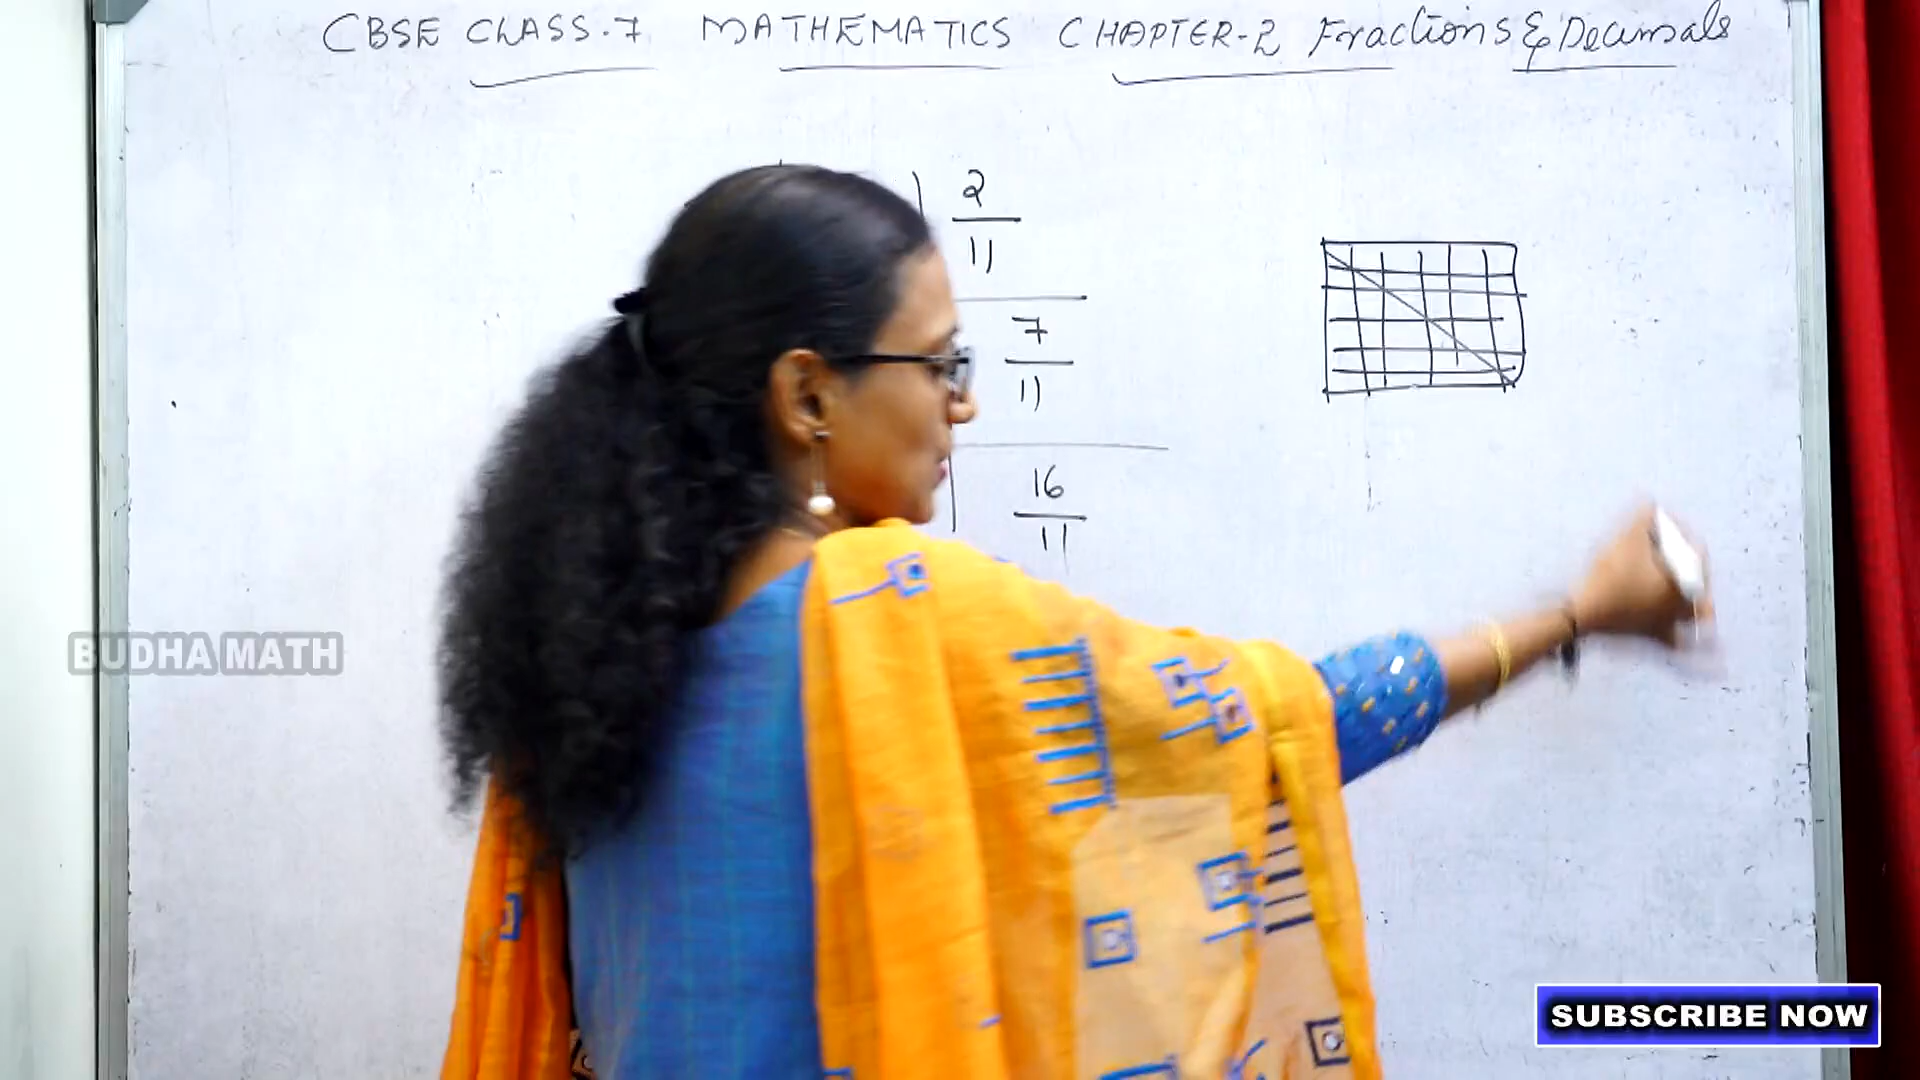 CBSE CLASS.7 MATHEMATICS CHAPTER-2 Fractions & Decimals
2
11
7
11
16
11
BUDHA MATH
SUBSCRIBE NOW